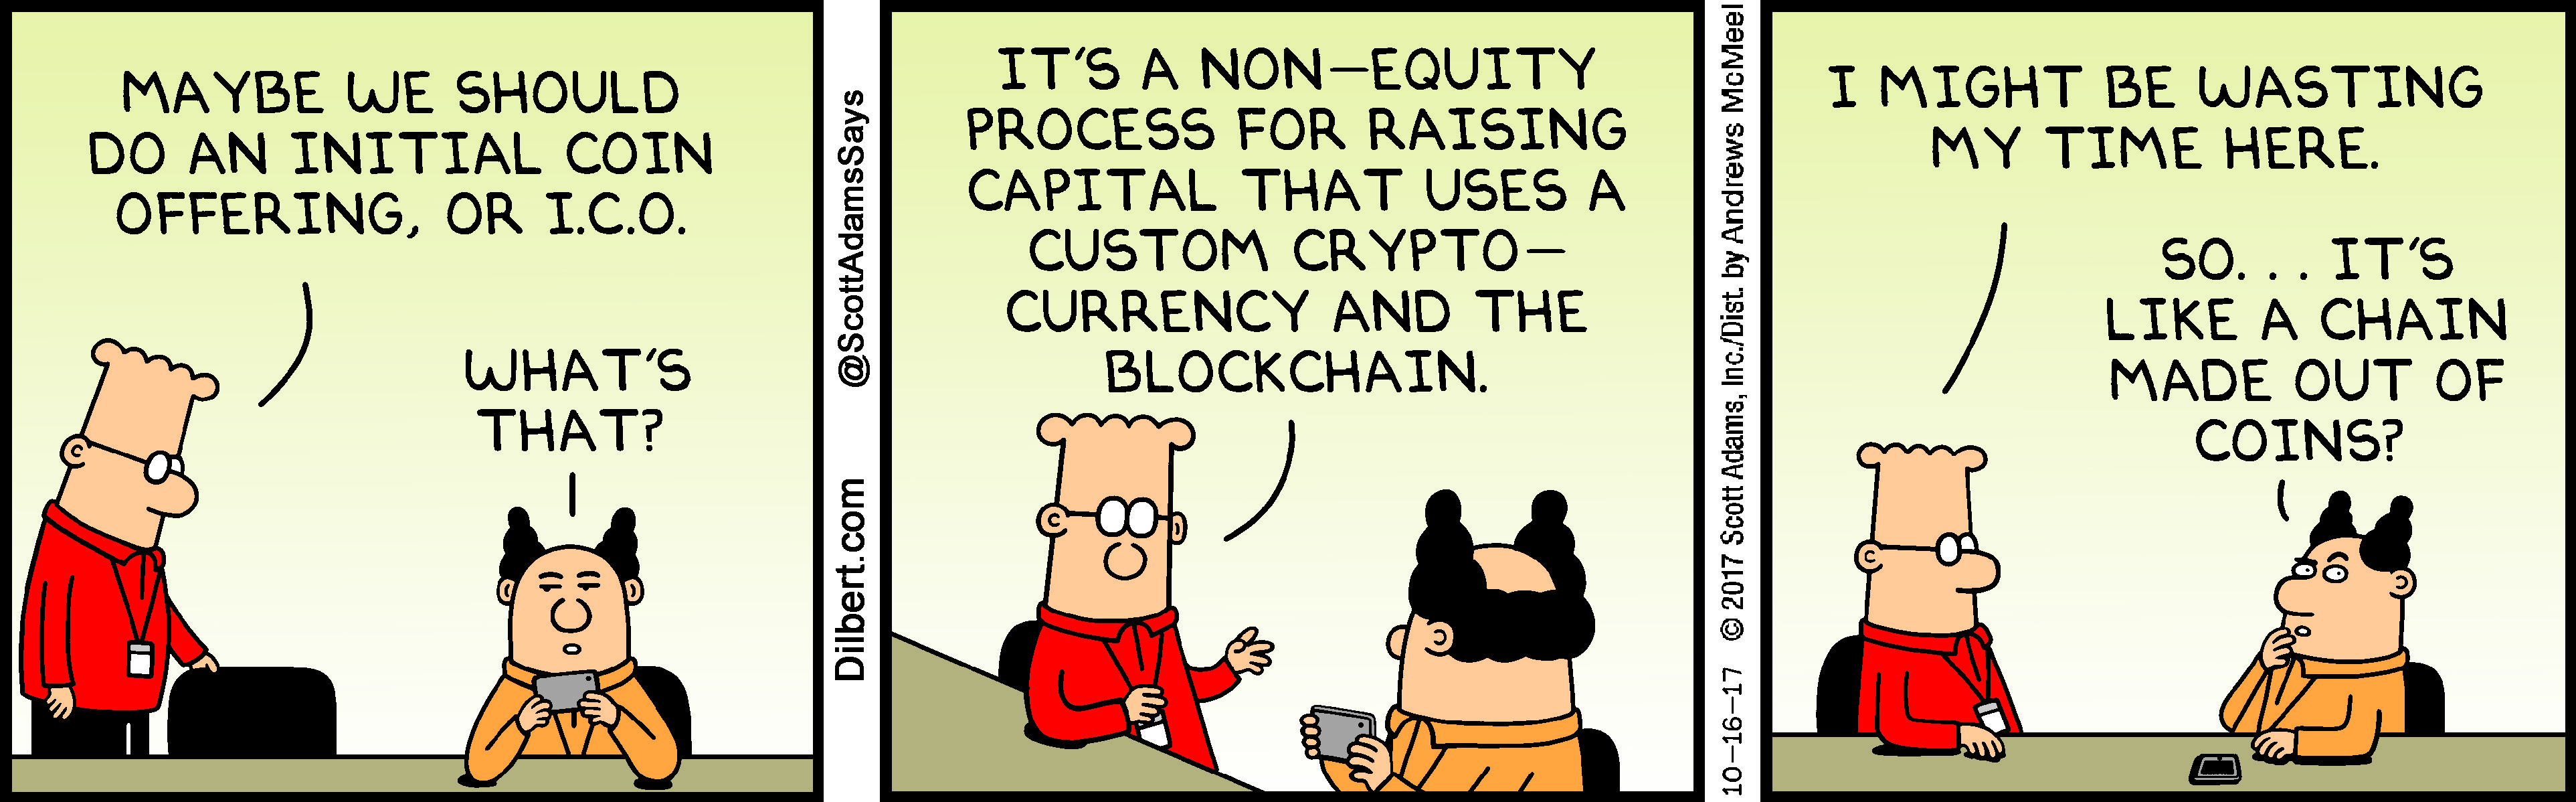 MAYBE WE SHOULD
DO AN INITIAL COIN
OFFERING, OR I.C.O.
WHAT'S
THAT?
Dilbert.com @ScottAdamsSays
IT'S A NON-EQUITY
PROCESS FOR RAISING
CAPITAL THAT USES A
CUSTOM CRYPTO-
CURRENCY AND THE
BLOCKCHAIN.
10-16-17 © 2017 Scott Adams, Inc./Dist. by Andrews McMeel
I MIGHT BE WASTING
MY TIME HERE.
SO... IT'S
LIKE A CHAIN
MADE OUT OF
COINS?